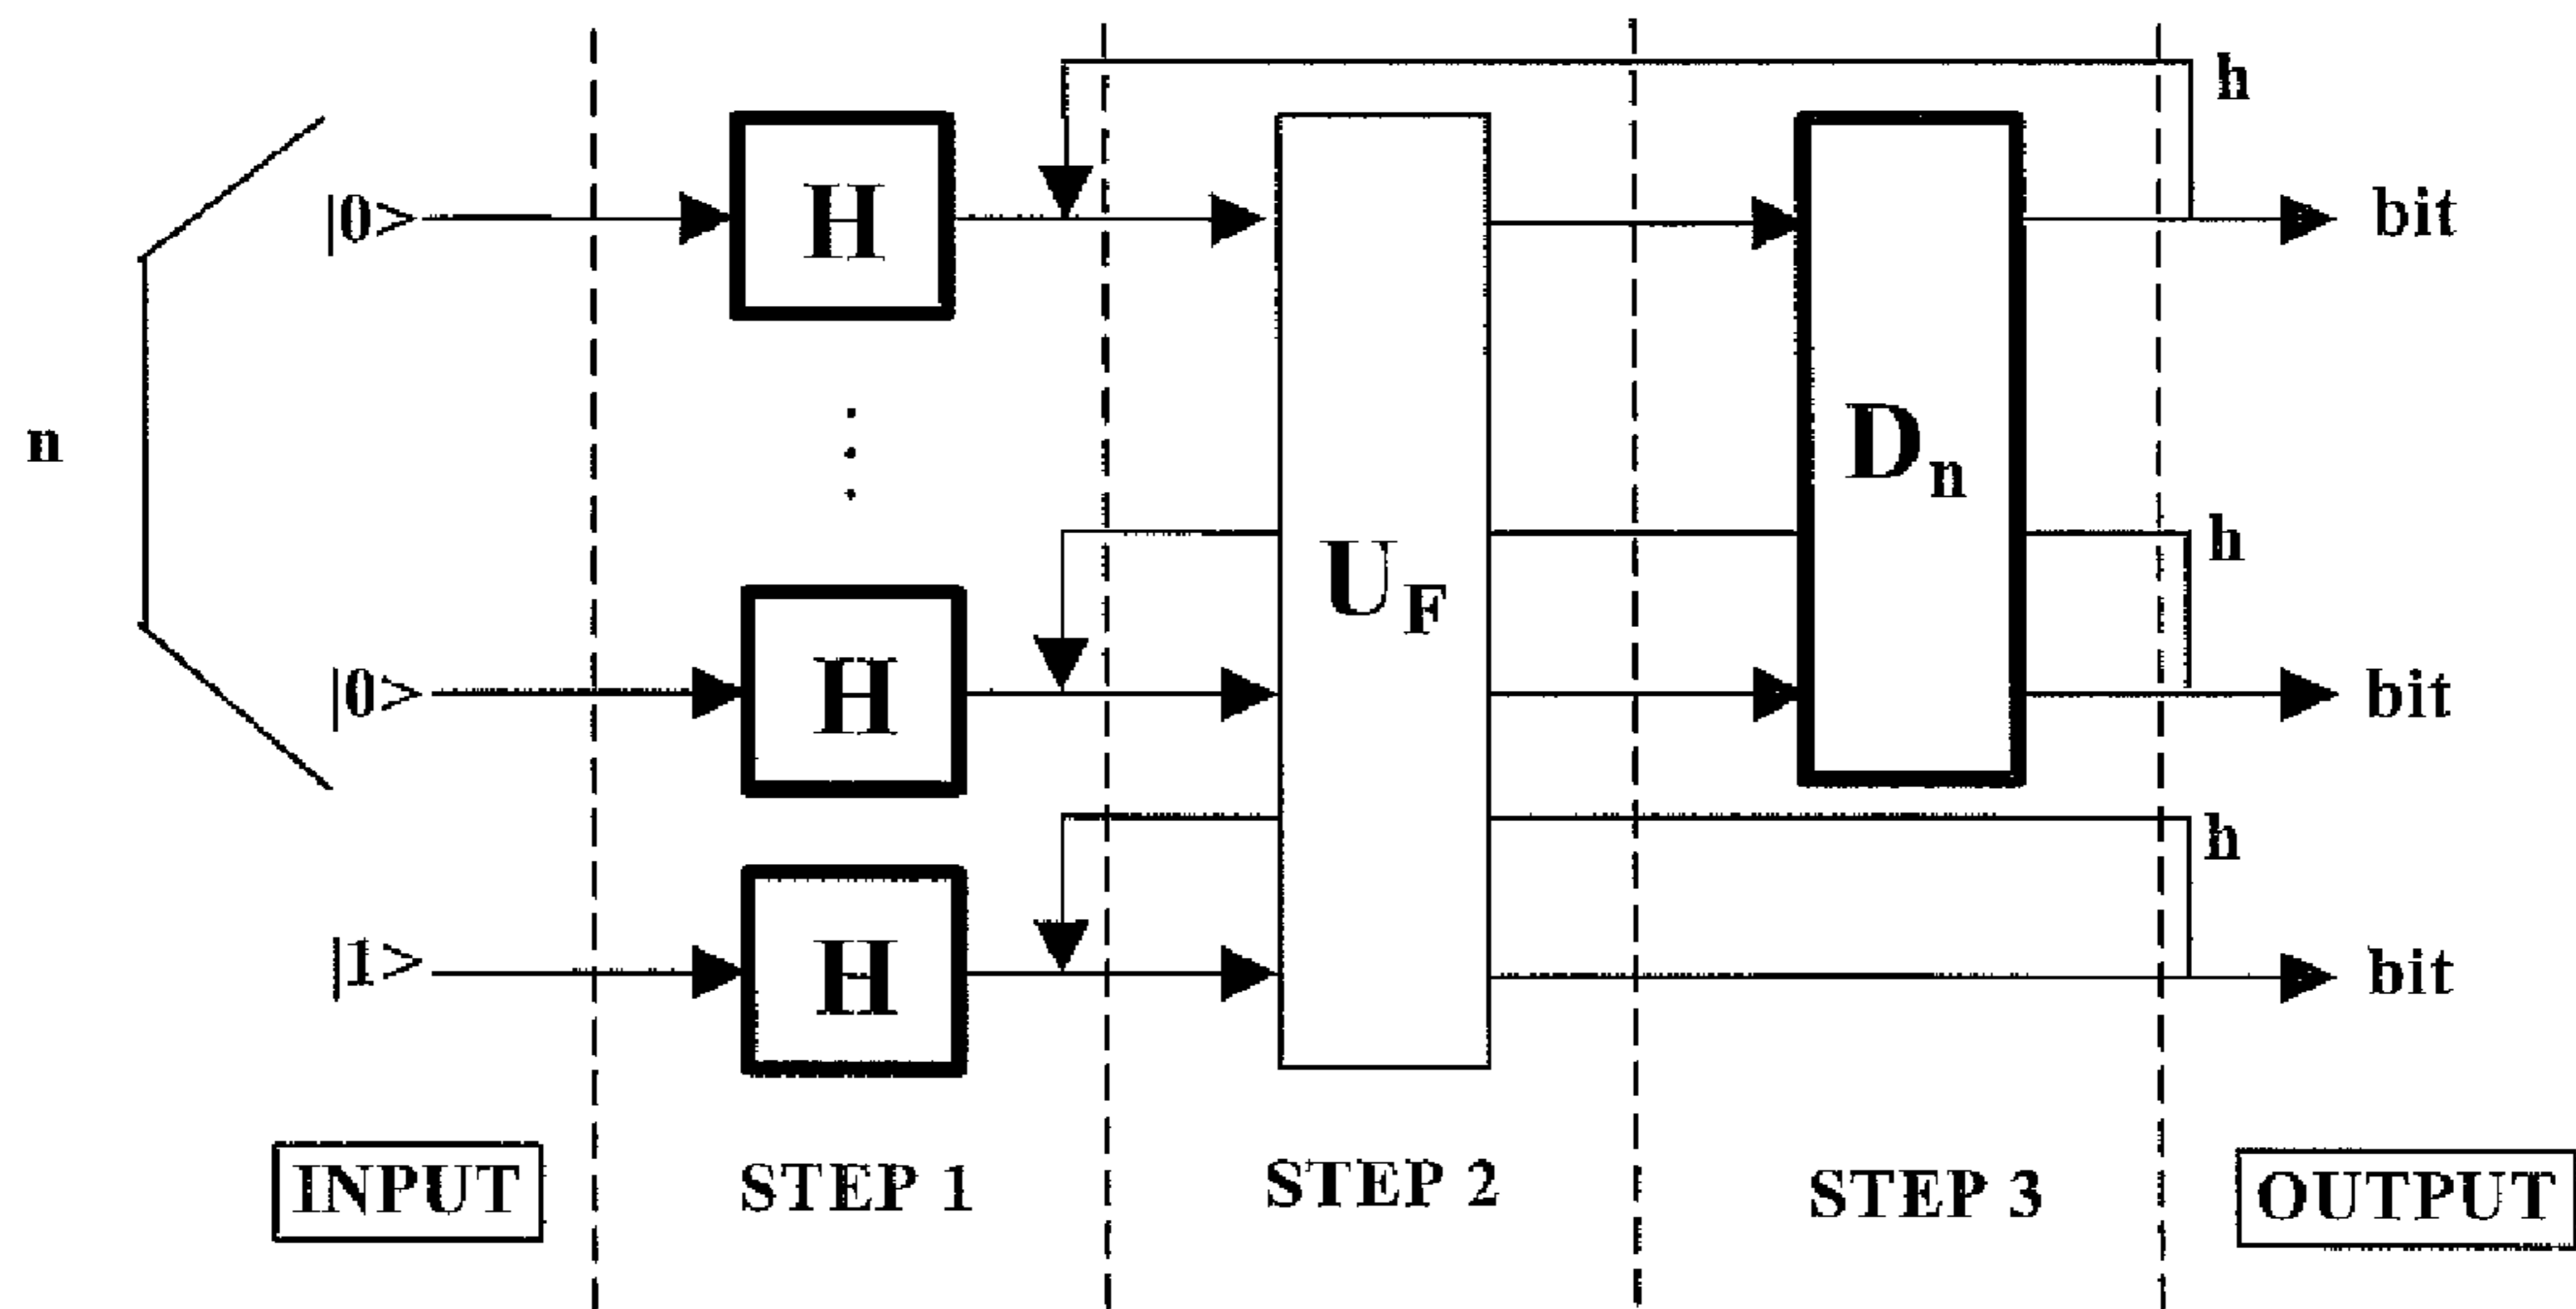 h
|0> H bit
n
D_n
h
U_F
|0> H bit
h
|1> H bit
INPUT STEP 1 STEP 2 STEP 3 OUTPUT